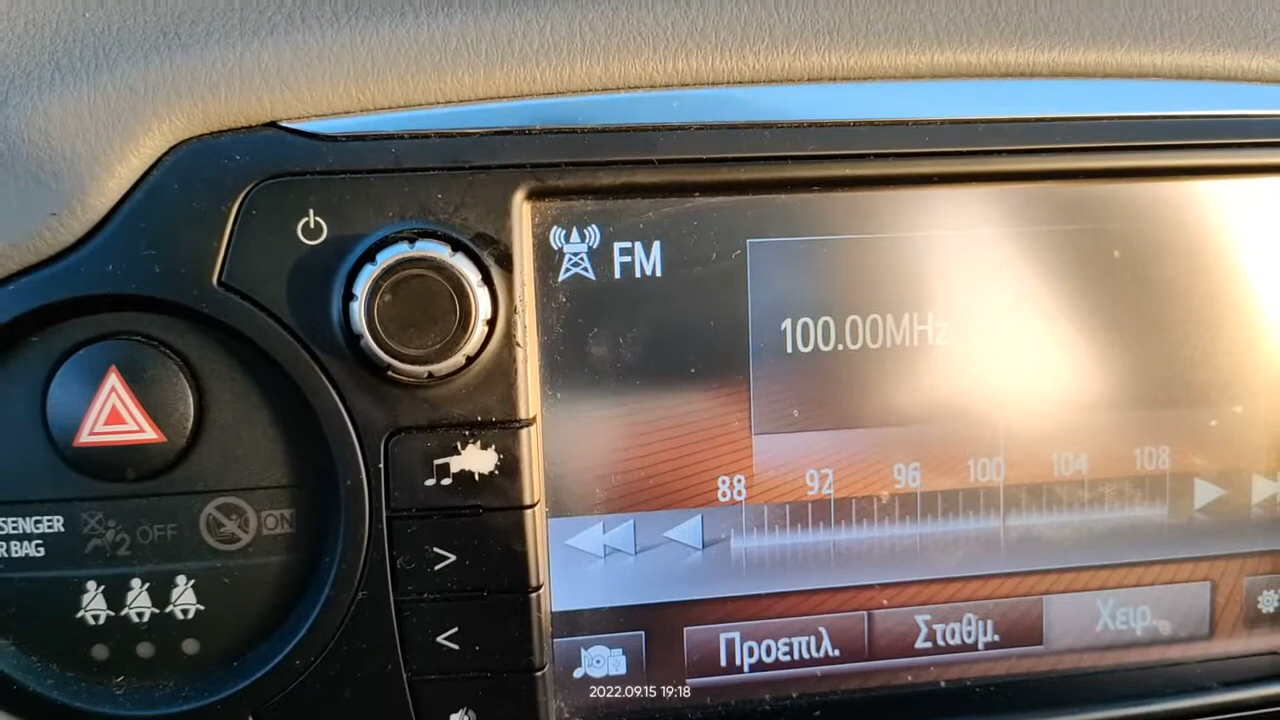 FM
100.00MHz
88 92 96 100 104 108
SENGER
R BAG
OFF
ON
2
>
<
Προεπιλ. Σταθμ. Χειρ.
2022.09.15 19:18